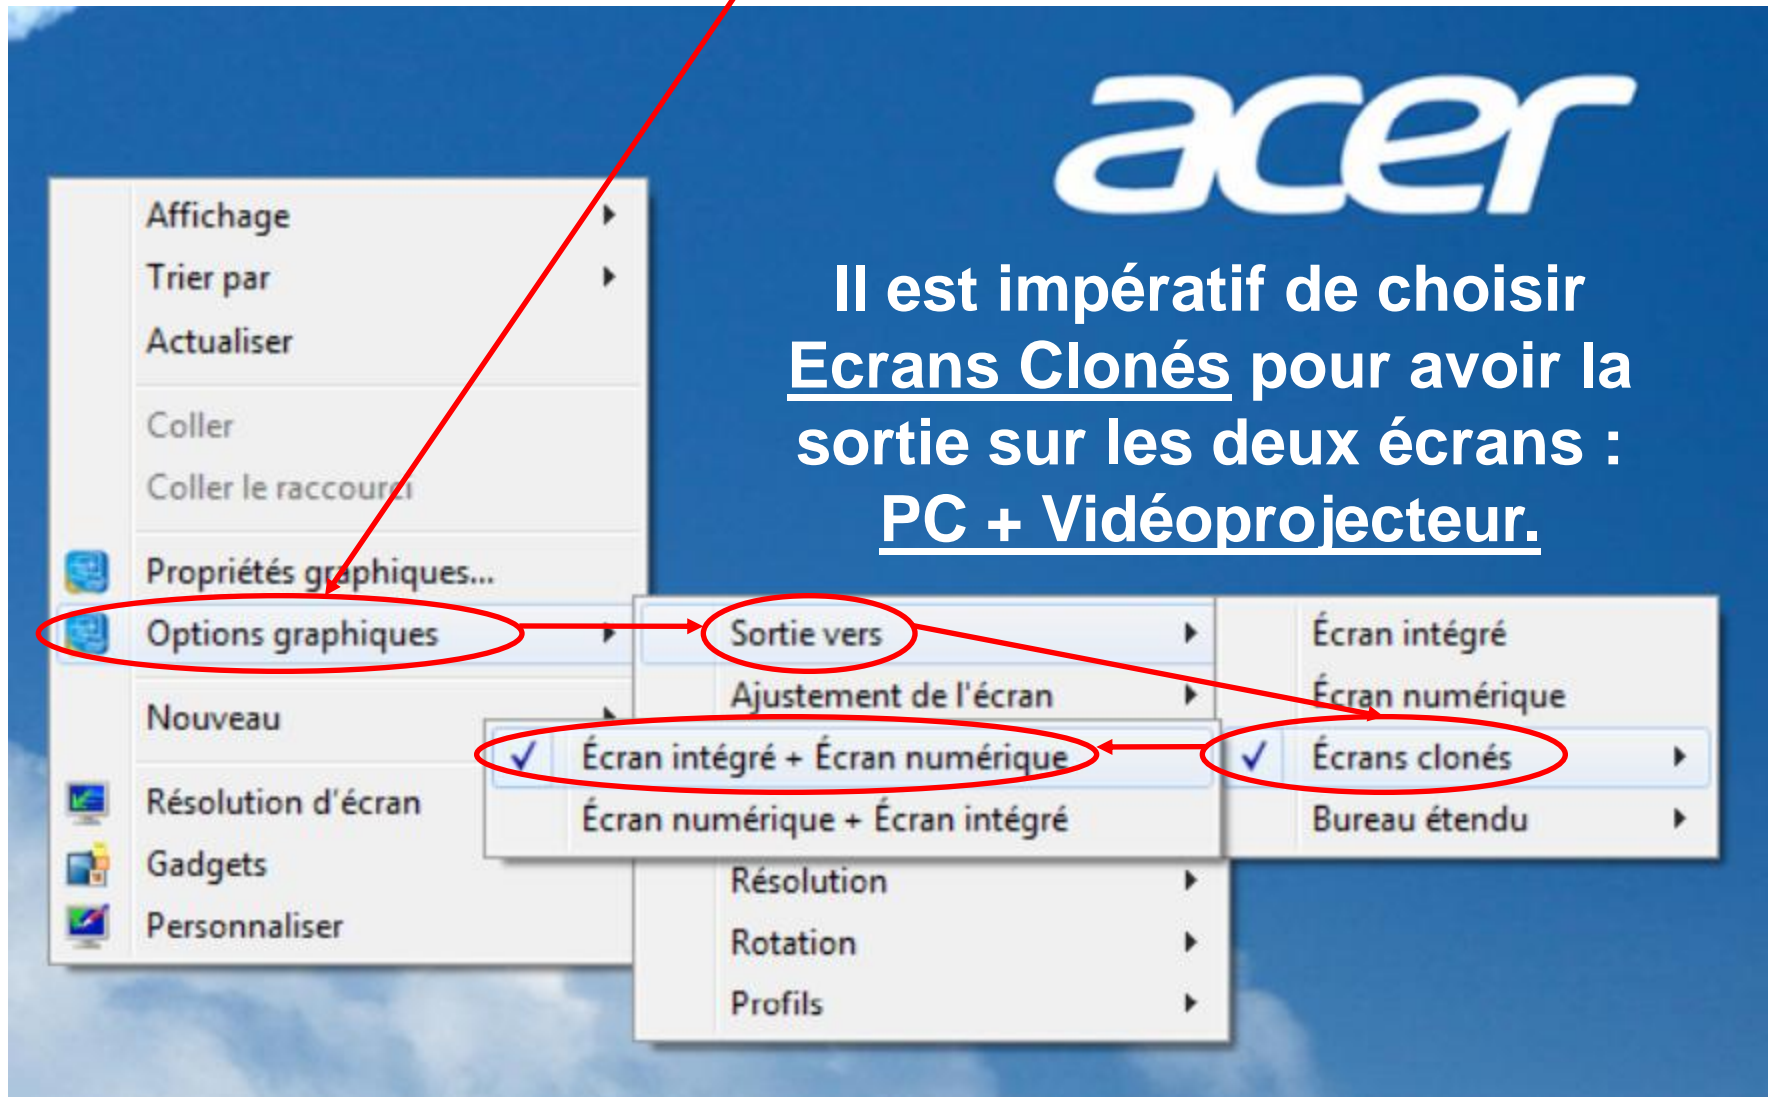 acer
Il est impératif de choisir
Ecrans Clonés pour avoir la
sortie sur les deux écrans :
PC + Vidéoprojecteur.
Affichage
Trier par
Actualiser
Coller
Coller le raccourci
Propriétés graphiques...
Options graphiques
Nouveau
Résolution d'écran
Gadgets
Personnaliser
Sortie vers
Ajustement de l'écran
Résolution
Rotation
Profils
Écran intégré
Écran numérique
Écrans clonés
Bureau étendu
Écran intégré + Écran numérique
Écran numérique + Écran intégré